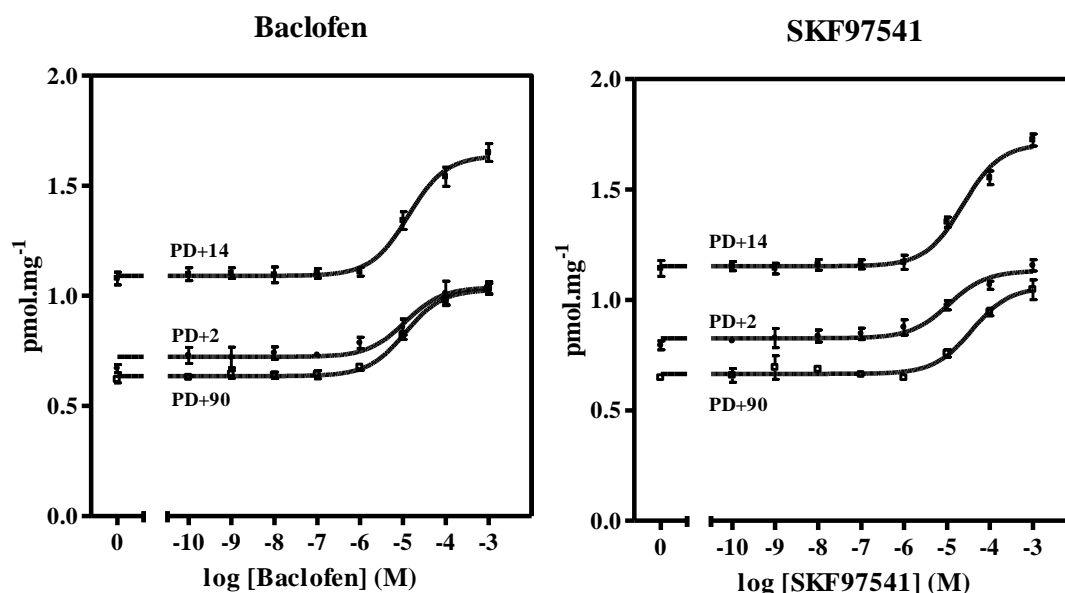 Baclofen
pmol.mg-1
2.0
1.5
1.0
0.5
0.0
PD+14
PD+2
PD+90
0 -10 -9 -8 -7 -6 -5 -4 -3
log [Baclofen] (M)
SKF97541
pmol.mg-1
2.0
1.5
1.0
0.5
0.0
PD+14
PD+2
PD+90
0 -10 -9 -8 -7 -6 -5 -4 -3
log [SKF97541] (M)